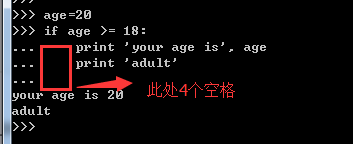 >>> age=20
>>> if age >= 18:
...     print 'your age is', age
...     print 'adult'
...
your age is 20
此处4个空格
adult
>>>